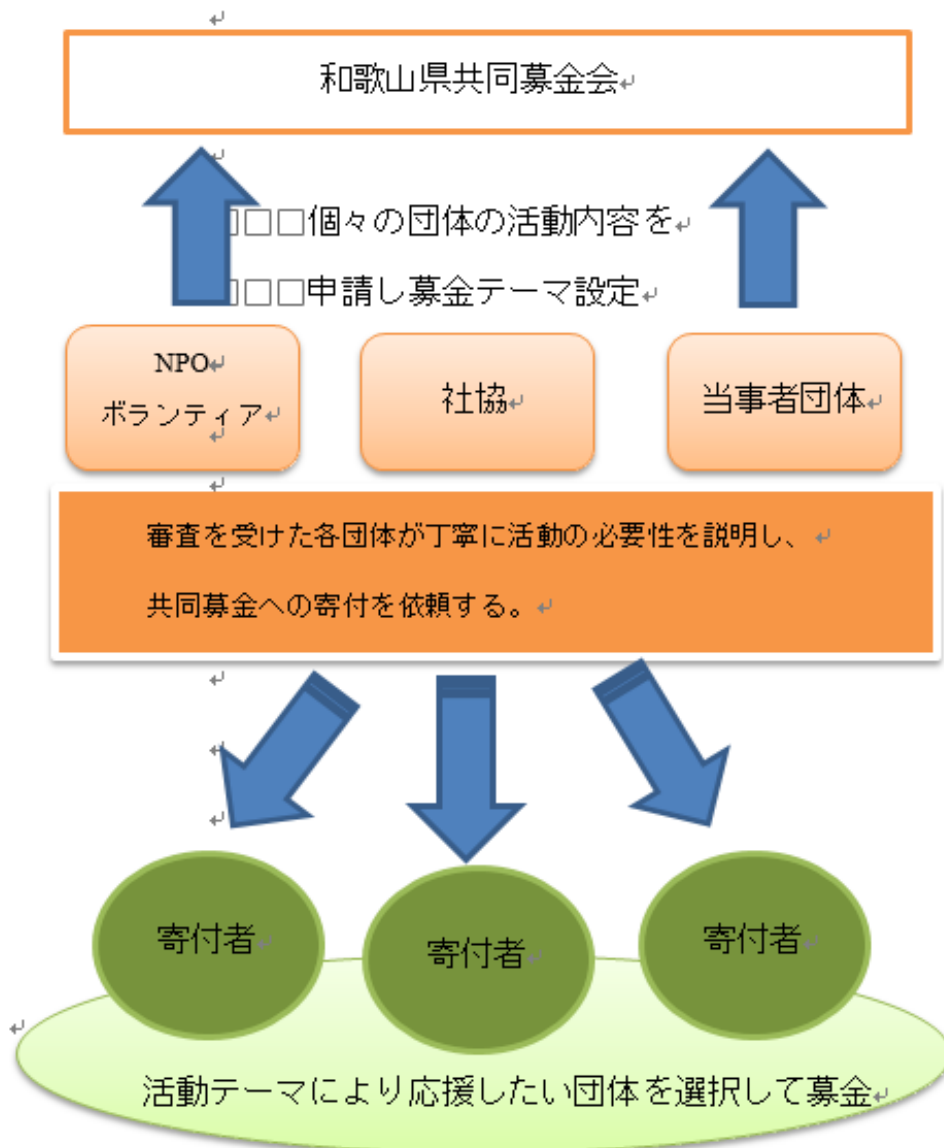 和歌山県共同募金会
□□□個々の団体の活動内容を
□□□申請し募金テーマ設定
NPO
ボランティア
社協
当事者団体
審査を受けた各団体が丁寧に活動の必要性を説明し、
共同募金への寄付を依頼する。
寄付者
寄付者
寄付者
活動テーマにより応援したい団体を選択して募金